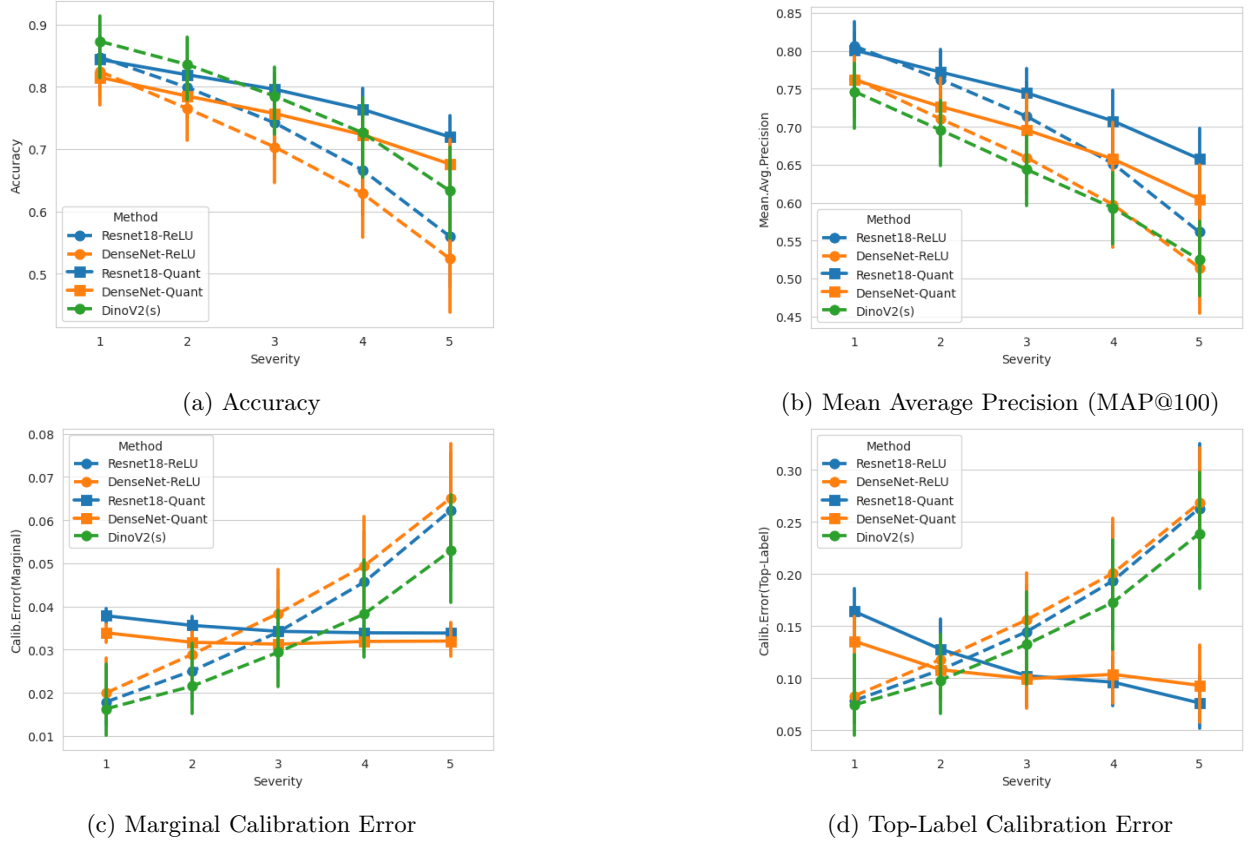 0.9
0.8
0.7
0.6
0.5
Accuracy
Method
Resnet18-ReLU
DenseNet-ReLU
Resnet18-Quant
DenseNet-Quant
DinoV2(s)
1 2 3 4 5
Severity
(a) Accuracy
0.85
0.80
0.75
0.70
0.65
0.60
0.55
0.50
0.45
Mean.Avg.Precision
Method
Resnet18-ReLU
DenseNet-ReLU
Resnet18-Quant
DenseNet-Quant
DinoV2(s)
1 2 3 4 5
Severity
(b) Mean Average Precision (MAP@100)
0.08
0.07
0.06
0.05
0.04
0.03
0.02
0.01
Calib.Error(Marginal)
Method
Resnet18-ReLU
DenseNet-ReLU
Resnet18-Quant
DenseNet-Quant
DinoV2(s)
1 2 3 4 5
Severity
(c) Marginal Calibration Error
0.30
0.25
0.20
0.15
0.10
0.05
Calib.Error(Top-Label)
Method
Resnet18-ReLU
DenseNet-ReLU
Resnet18-Quant
DenseNet-Quant
DinoV2(s)
1 2 3 4 5
Severity
(d) Top-Label Calibration Error